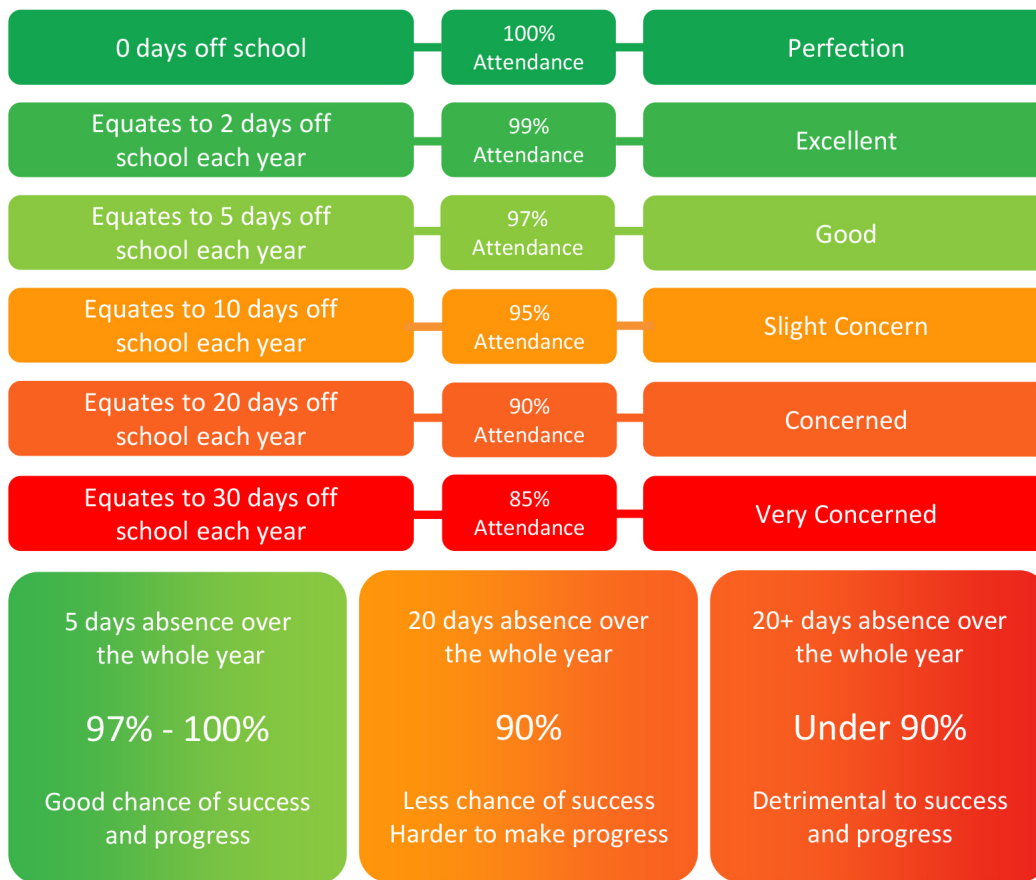 0 days off school
100%
Attendance
Perfection
Equates to 2 days off
school each year
99%
Attendance
Excellent
Equates to 5 days off
school each year
97%
Attendance
Good
Equates to 10 days off
school each year
95%
Attendance
Slight Concern
Equates to 20 days off
school each year
90%
Attendance
Concerned
Equates to 30 days off
school each year
85%
Attendance
Very Concerned
5 days absence over
the whole year
97% - 100%
Good chance of success
and progress
20 days absence over
the whole year
90%
Less chance of success
Harder to make progress
20+ days absence over
the whole year
Under 90%
Detrimental to success
and progress